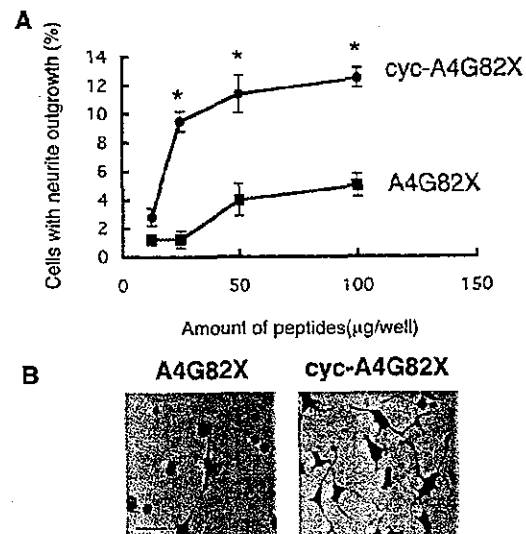 A
Cells with neurite outgrowth (%)
14
12
10
8
6
4
2
0
*
*
*
cyc-A4G82X
A4G82X
0
50
100
150
Amount of peptides(μg/well)
B
A4G82X
cyc-A4G82X